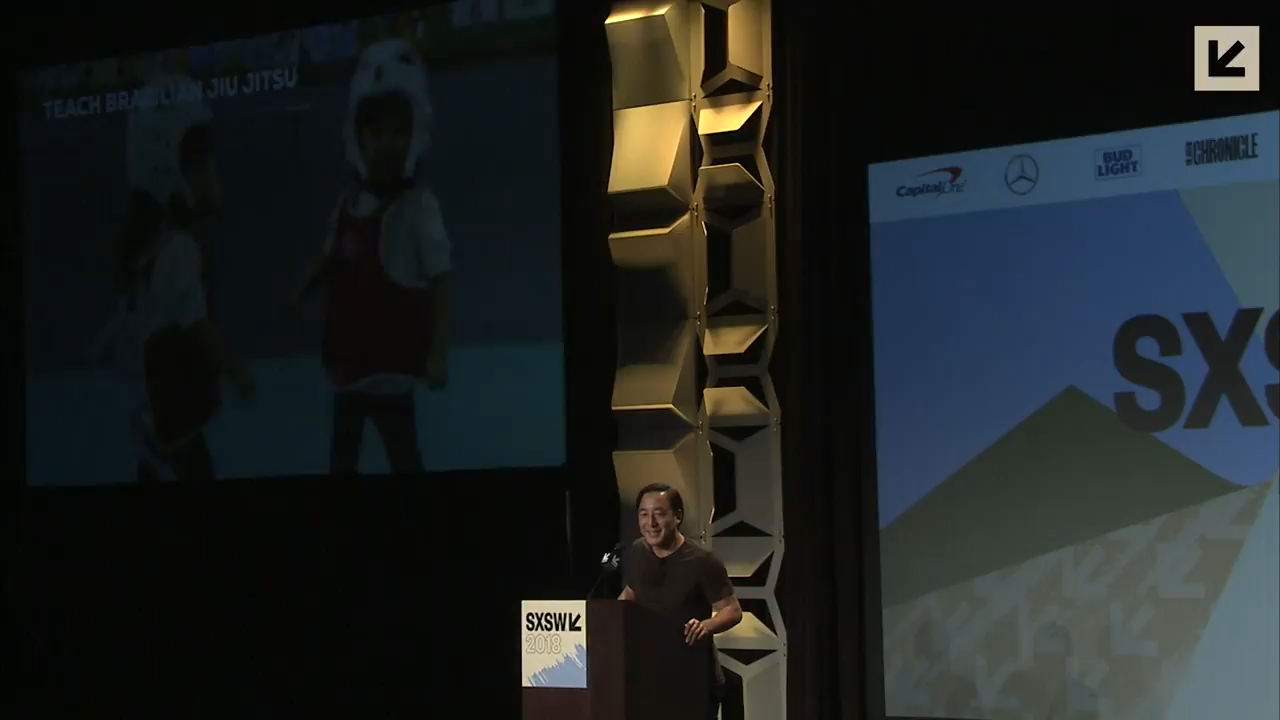 TEACH BRAZILIAN JIU JITSU
Capital One
BUD
LIGHT
CHRONICLE
SXS
SXSW
2018